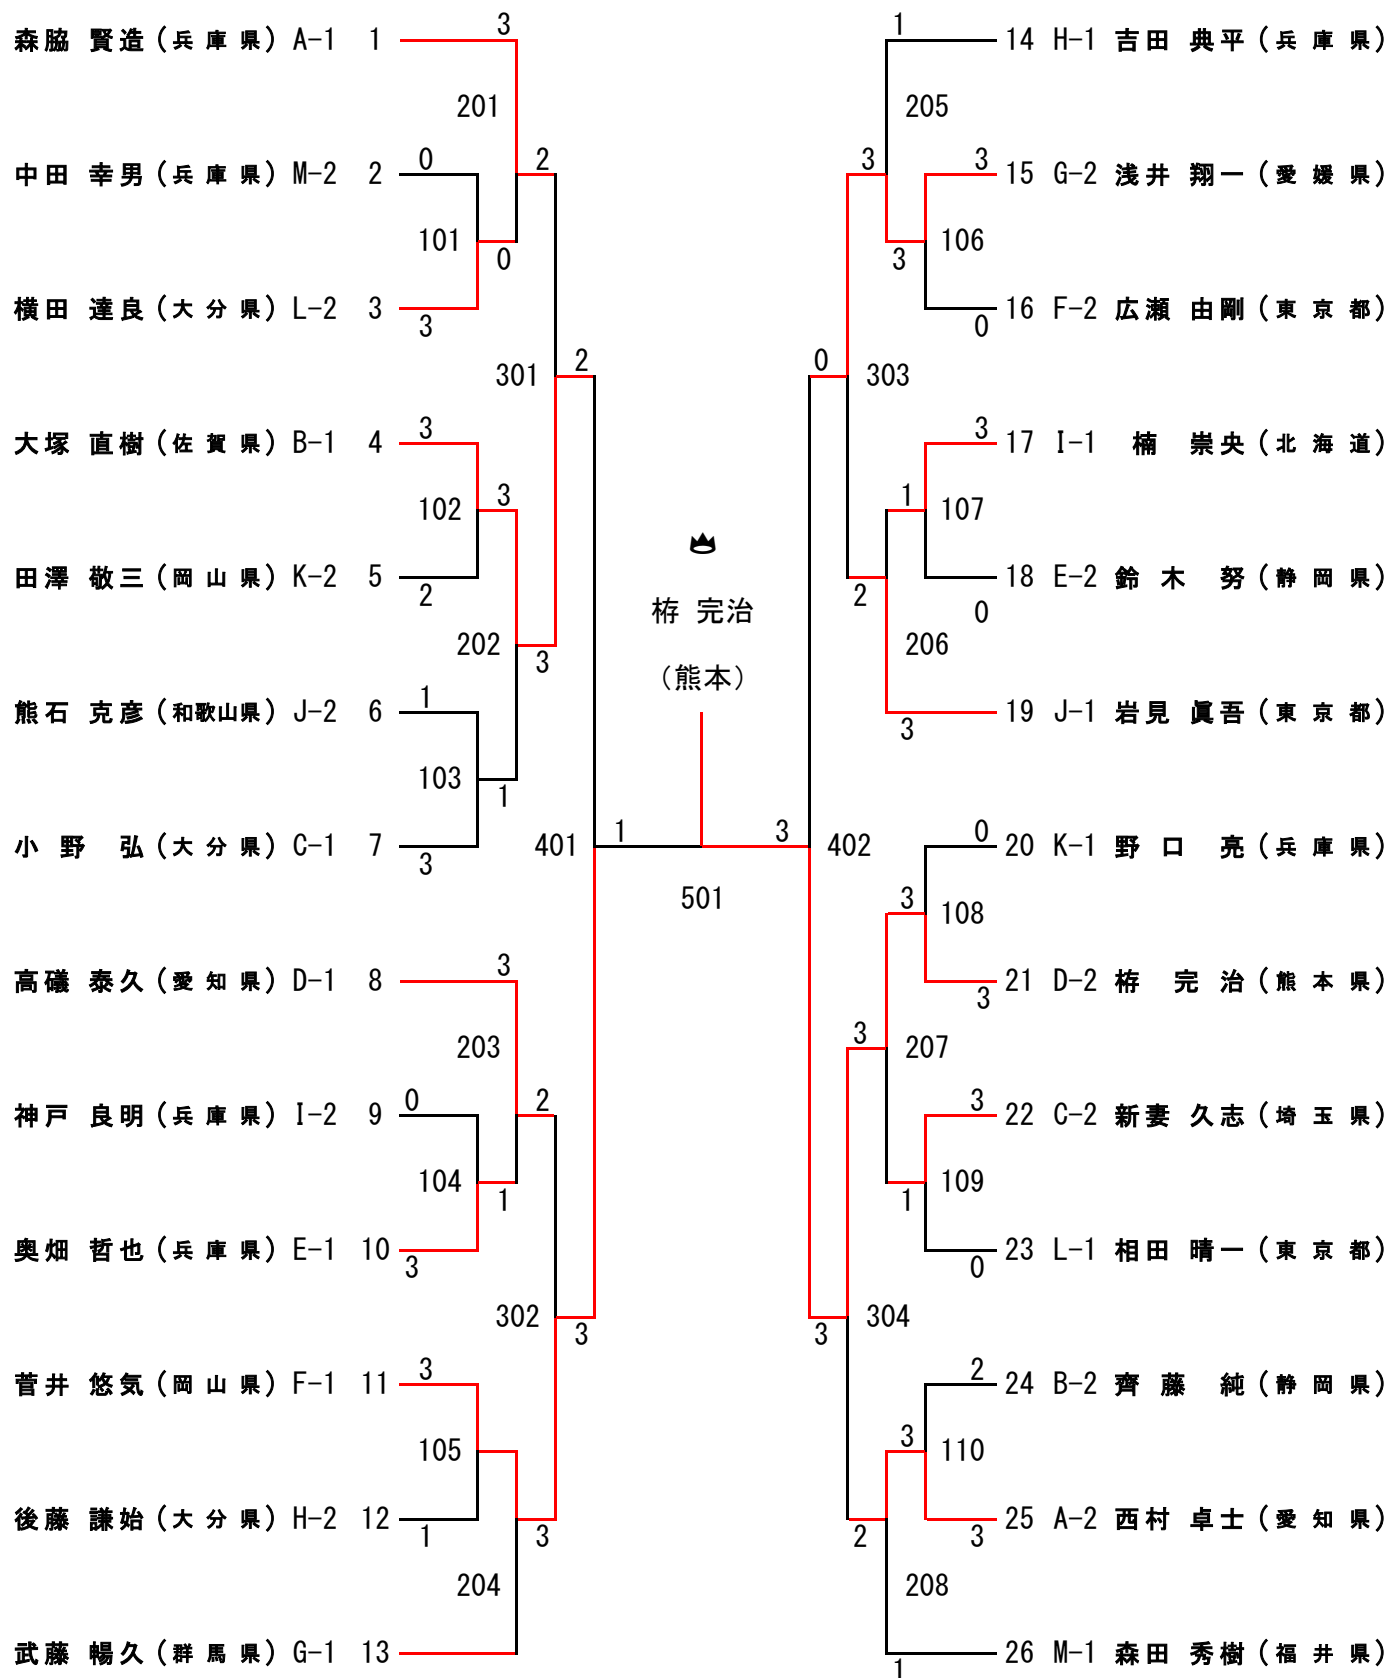 3
1
森脇 賢造(兵庫県) A-1 1
14 H-1 吉田 典平(兵庫県)
201
205
0
2
3
3
中田 幸男(兵庫県) M-2 2
15 G-2 浅井 翔一(愛媛県)
101
0
3
106
横田 達良(大分県) L-2 3
16 F-2 広瀬 由剛(東京都)
3
0
301
2
0
303
3
3
大塚 直樹(佐賀県) B-1 4
17 I-1 楠 崇央(北海道)
102
3
1
107
田澤 敬三(岡山県) K-2 5
18 E-2 鈴木 努(静岡県)
2
2
0
栫 完治
202
3
206
(熊本)
1
熊石 克彦(和歌山県) J-2 6
19 J-1 岩見 眞吾(東京都)
3
103
1
小野 弘(大分県) C-1 7
401
1
3
402
0
20 K-1 野口 亮(兵庫県)
3
501
3
108
3
高磯 泰久(愛知県) D-1 8
21 D-2 栫 完治(熊本県)
3
203
3
207
0
2
3
神戸 良明(兵庫県) I-2 9
22 C-2 新妻 久志(埼玉県)
104
1
1
109
奥畑 哲也(兵庫県) E-1 10
23 L-1 相田 晴一(東京都)
3
0
302
3
3
304
3
2
菅井 悠気(岡山県) F-1 11
24 B-2 齊藤 純(静岡県)
105
3
110
後藤 謙始(大分県) H-2 12
25 A-2 西村 卓士(愛知県)
1
3
2
3
204
208
武藤 暢久(群馬県) G-1 13
26 M-1 森田 秀樹(福井県)
1